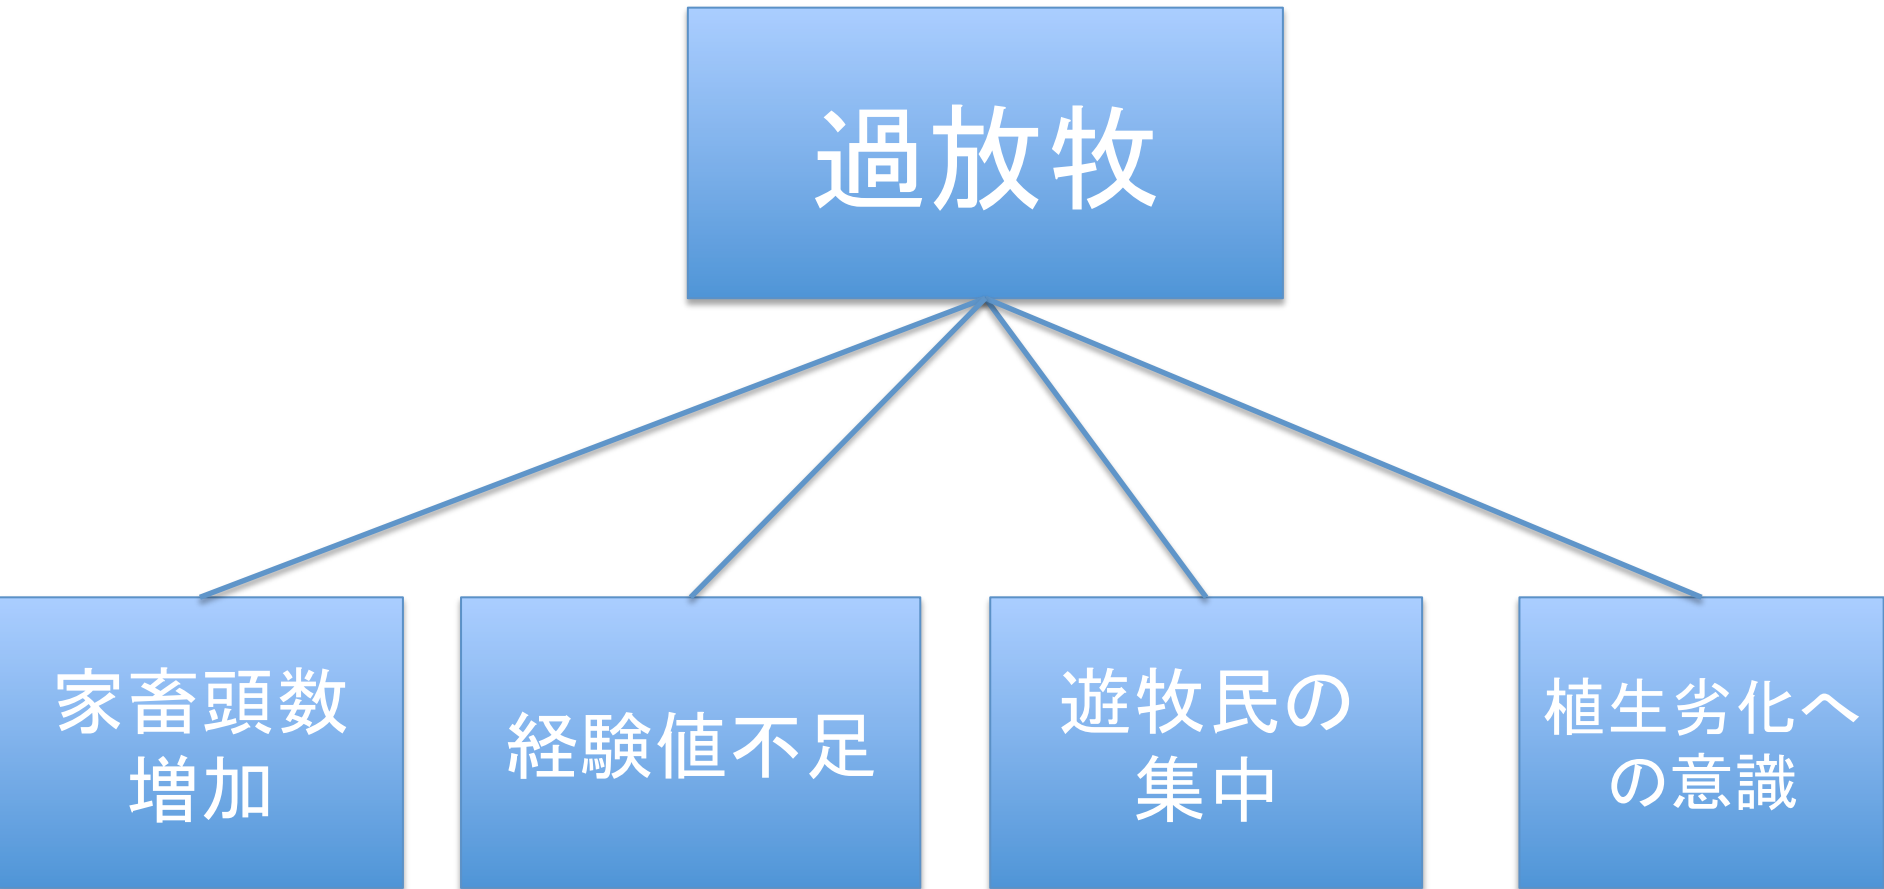 過放牧
家畜頭数
増加
経験値不足
遊牧民の
集中
植生劣化へ
の意識